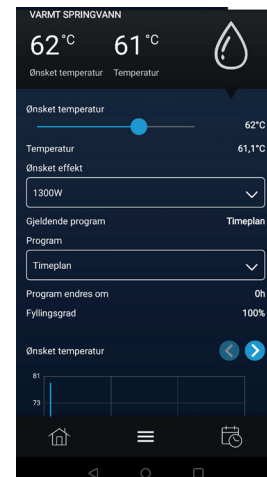 VARMT SPRINGVANN
62°C 61°C
Ønsket temperatur Temperatur
Ønsket temperatur
62°C
Temperatur 61,1°C
Ønsket effekt
1300W
Gjeldende program Timeplan
Program
Timeplan
Program endres om 0h
Fyllingsgrad 100%
Ønsket temperatur
81
73